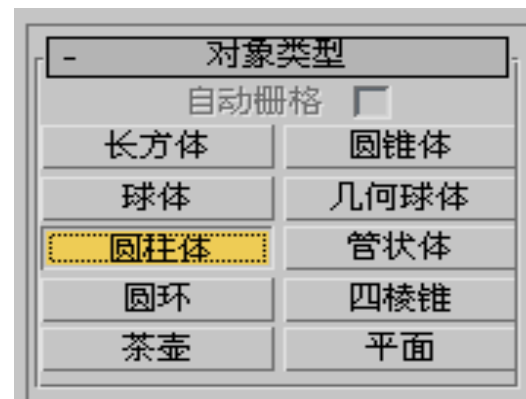 - 对象类型
自动栅格
长方体 圆锥体
球体 几何球体
圆柱体 管状体
圆环 四棱锥
茶壶 平面